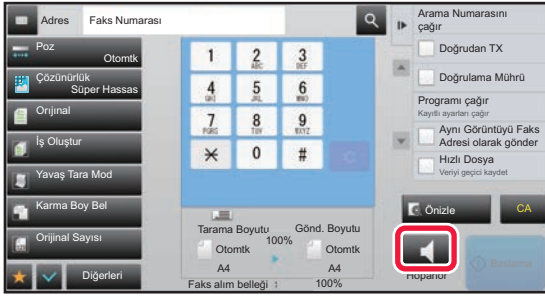 Adres
Faks Numarası
Poz
Otomtk
Çözünürlük
Süper Hassas
Orıjınal
İş Oluştur
Yavaş Tara Mod
Karma Boy Bel
Orijinal Sayısı
Diğerleri
1
2
ABC
3
DEF
4
GHI
5
JKL
6
MNO
7
PQRS
8
TUV
9
WXYZ
0
#
C
Tarama Boyutu
100%
Gönd. Boyutu
Otomtk
Otomtk
A4
A4
Faks alım belleği :
100%
Arama Numarasını
çağır
Doğrudan TX
Doğrulama Mührü
Programı çağır
Kayıtlı ayarları çağır
Aynı Görüntüyü Faks
Adresi olarak gönder
Hızlı Dosya
Veriyi geçici kaydet
Önizle
CA
Hoparlör
Başlama